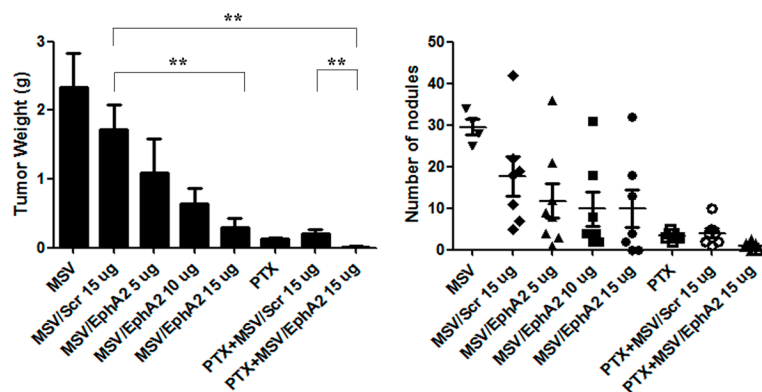 **
**
**
Tumor Weight (g)
3
2
1
0
MSV
MSV/Scr 15 ug
MSV/EphA2 5 ug
MSV/EphA2 10 ug
MSV/EphA2 15 ug
PTX
PTX+MSV/Scr 15 ug
PTX+MSV/EphA2 15 ug
Number of nodules
50
40
30
20
10
0
MSV
MSV/Scr 15 ug
MSV/EphA2 5 ug
MSV/EphA2 10 ug
MSV/EphA2 15 ug
PTX
PTX+MSV/Scr 15 ug
PTX+MSV/EphA2 15 ug